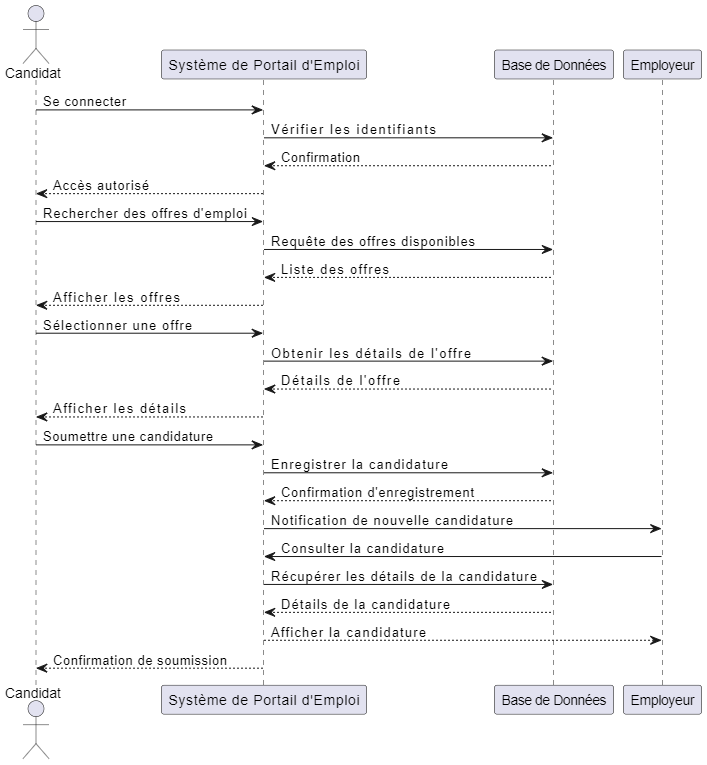 Candidat
Système de Portail d'Emploi
Base de Données
Employeur
Se connecter
Vérifier les identifiants
Confirmation
Accès autorisé
Rechercher des offres d'emploi
Requête des offres disponibles
Liste des offres
Afficher les offres
Sélectionner une offre
Obtenir les détails de l'offre
Détails de l'offre
Afficher les détails
Soumettre une candidature
Enregistrer la candidature
Confirmation d'enregistrement
Notification de nouvelle candidature
Consulter la candidature
Récupérer les détails de la candidature
Détails de la candidature
Afficher la candidature
Confirmation de soumission
Candidat
Système de Portail d'Emploi
Base de Données
Employeur